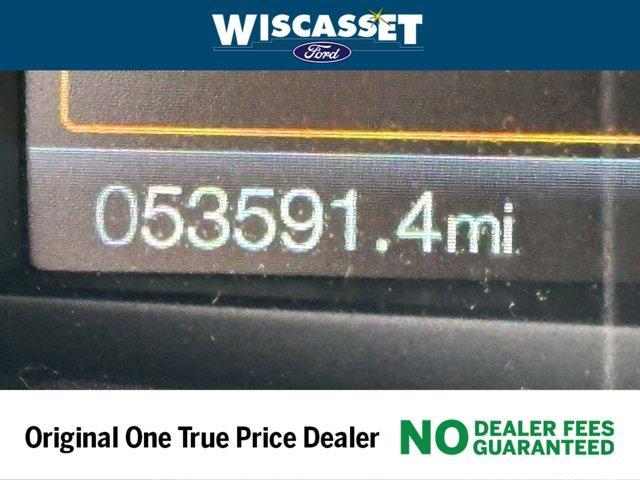 WISCASSET
Ford
053591.4mi
Original One True Price Dealer
NO DEALER FEES
GUARANTEED